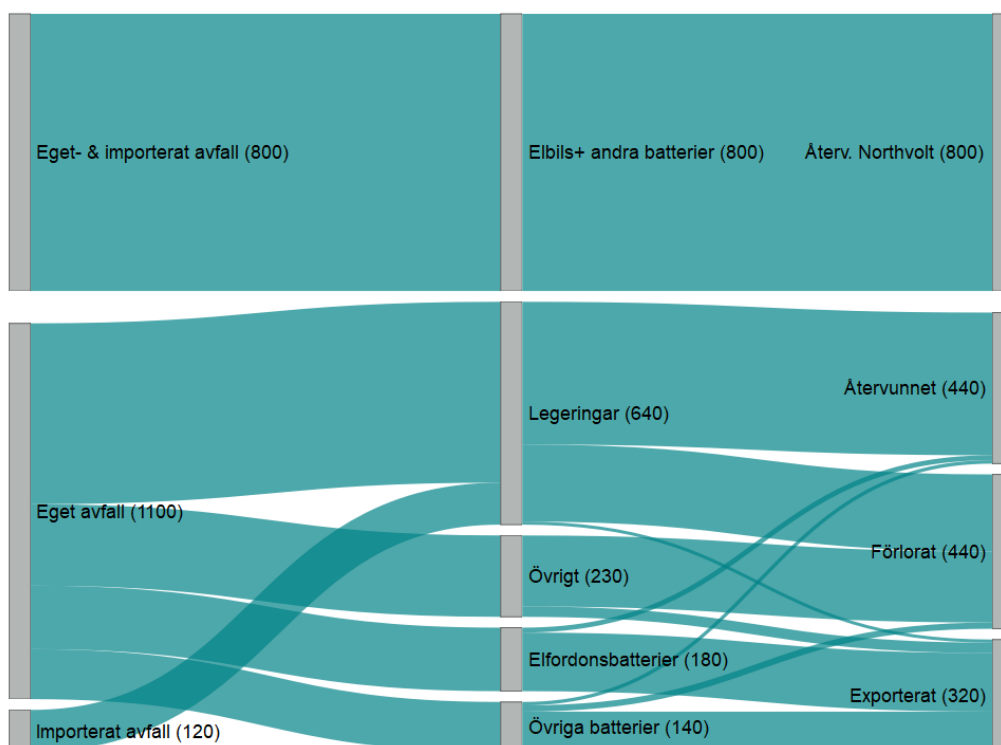 Eget- & importerat avfall (800)
Elbils+ andra batterier (800)
Återv. Northvolt (800)
Återvunnet (440)
Legeringar (640)
Eget avfall (1100)
Förlorat (440)
Övrigt (230)
Elfordonsbatterier (180)
Exporterat (320)
Övriga batterier (140)
Importerat avfall (120)